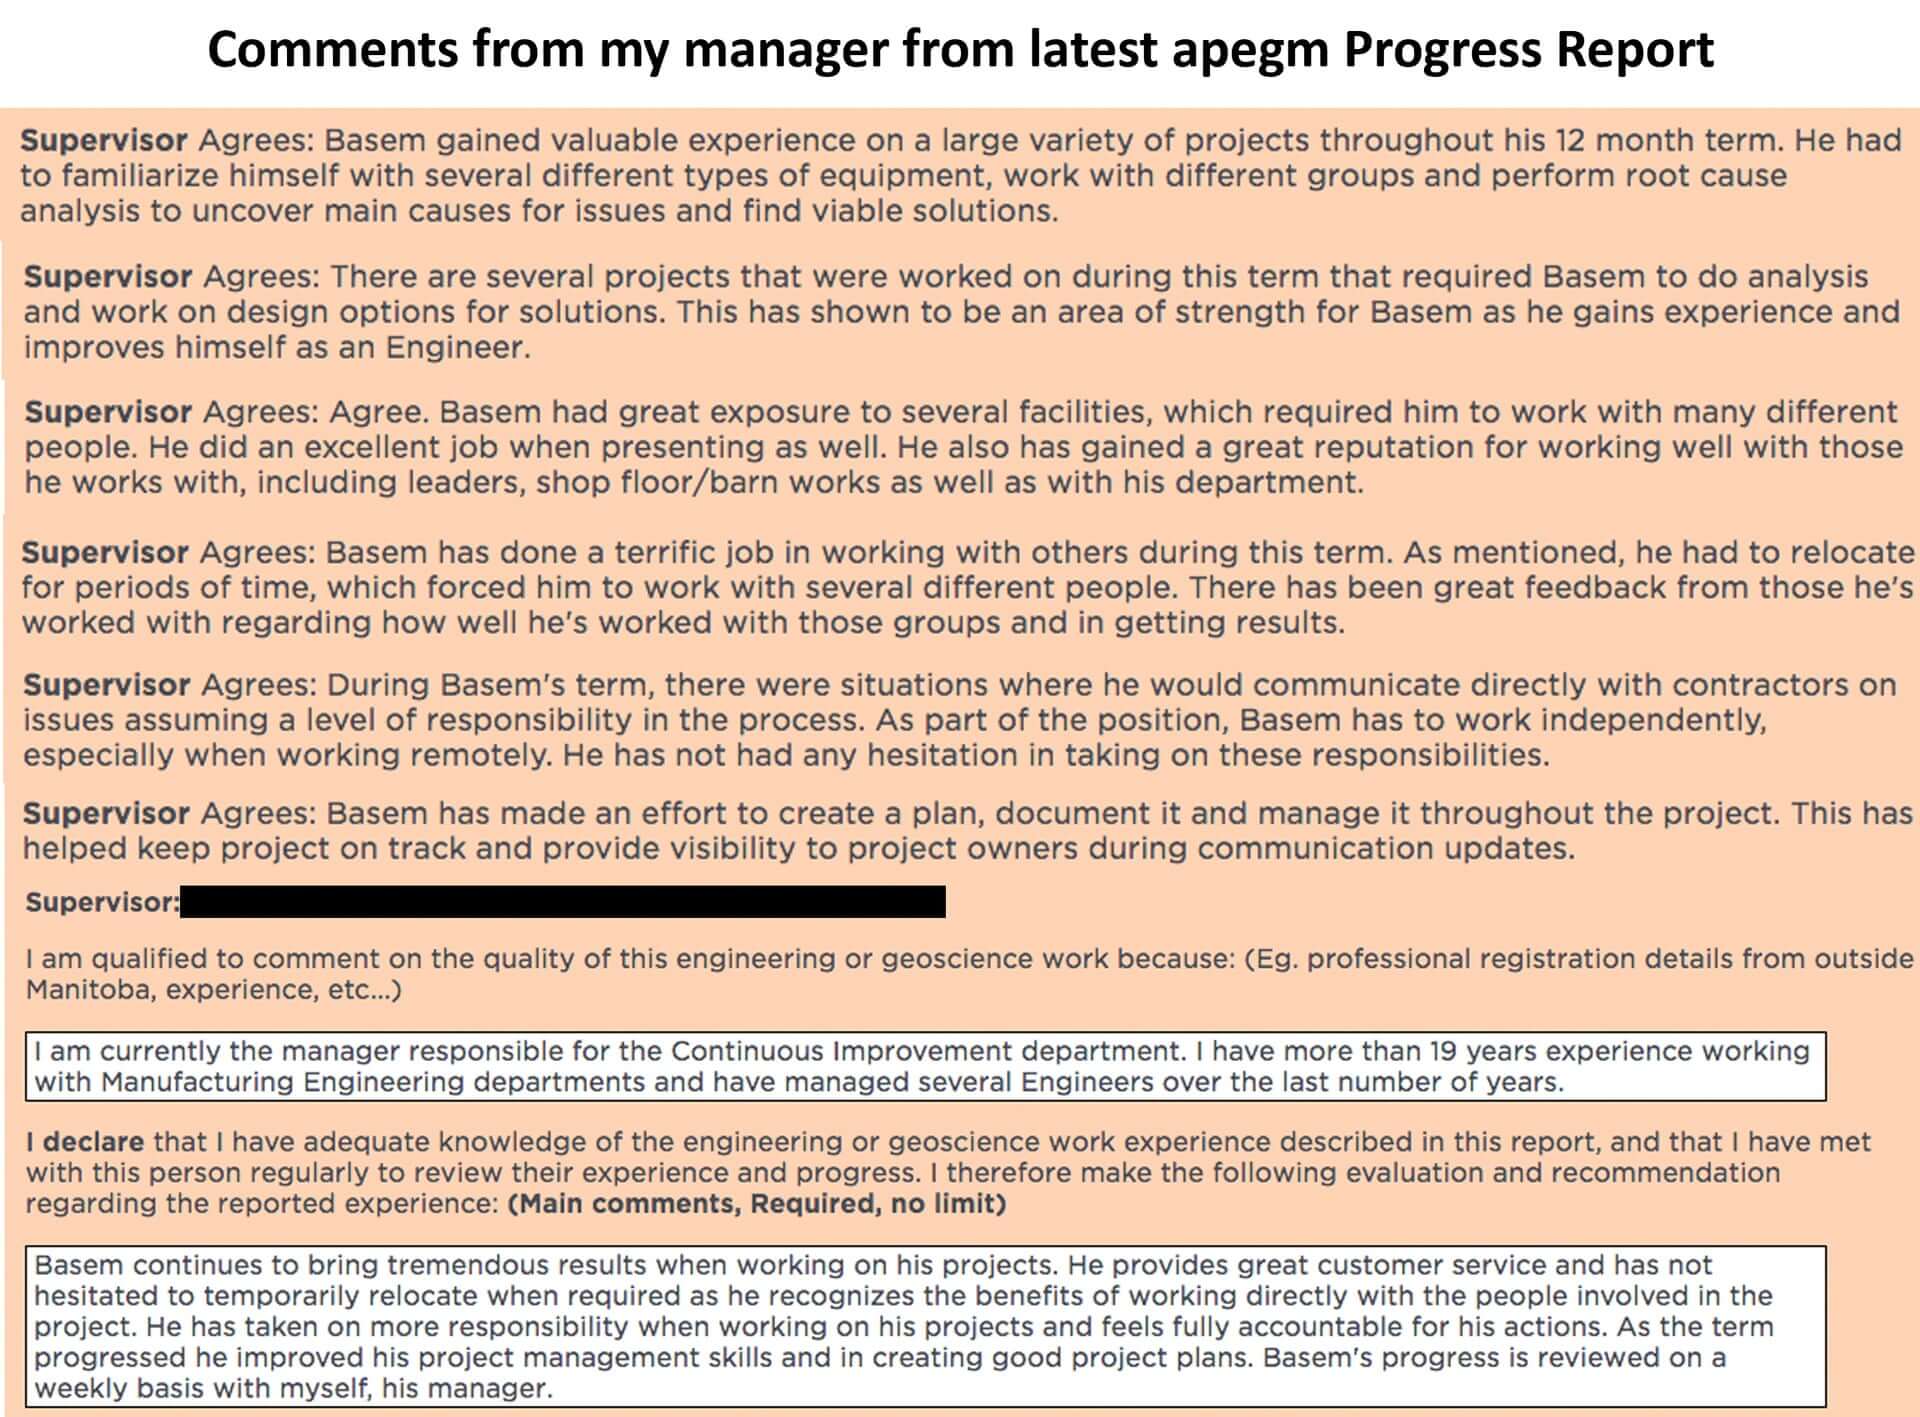 Comments from my manager from latest apegm Progress Report
Supervisor Agrees: Basem gained valuable experience on a large variety of projects throughout his 12 month term. He had
to familiarize himself with several different types of equipment, work with different groups and perform root cause
analysis to uncover main causes for issues and find viable solutions.
Supervisor Agrees: There are several projects that were worked on during this term that required Basem to do analysis
and work on design options for solutions. This has shown to be an area of strength for Basem as he gains experience and
improves himself as an Engineer.
Supervisor Agrees: Agree. Basem had great exposure to several facilities, which required him to work with many different
people. He did an excellent job when presenting as well. He also has gained a great reputation for working well with those
he works with, including leaders, shop floor/barn works as well as with his department.
Supervisor Agrees: Basem has done a terrific job in working with others during this term. As mentioned, he had to relocate
for periods of time, which forced him to work with several different people. There has been great feedback from those he's
worked with regarding how well he's worked with those groups and in getting results.
Supervisor Agrees: During Basem's term, there were situations where he would communicate directly with contractors on
issues assuming a level of responsibility in the process. As part of the position, Basem has to work independently,
especially when working remotely. He has not had any hesitation in taking on these responsibilities.
Supervisor Agrees: Basem has made an effort to create a plan, document it and manage it throughout the project. This has
helped keep project on track and provide visibility to project owners during communication updates.
Supervisor:
I am qualified to comment on the quality of this engineering or geoscience work because: (Eg. professional registration details from outside
Manitoba, experience, etc...)
I am currently the manager responsible for the Continuous Improvement department. I have more than 19 years experience working
with Manufacturing Engineering departments and have managed several Engineers over the last number of years.
I declare that I have adequate knowledge of the engineering or geoscience work experience described in this report, and that I have met
with this person regularly to review their experience and progress. I therefore make the following evaluation and recommendation
regarding the reported experience: (Main comments, Required, no limit)
Basem continues to bring tremendous results when working on his projects. He provides great customer service and has not
hesitated to temporarily relocate when required as he recognizes the benefits of working directly with the people involved in the
project. He has taken on more responsibility when working on his projects and feels fully accountable for his actions. As the term
progressed he improved his project management skills and in creating good project plans. Basem's progress is reviewed on a
weekly basis with myself, his manager.